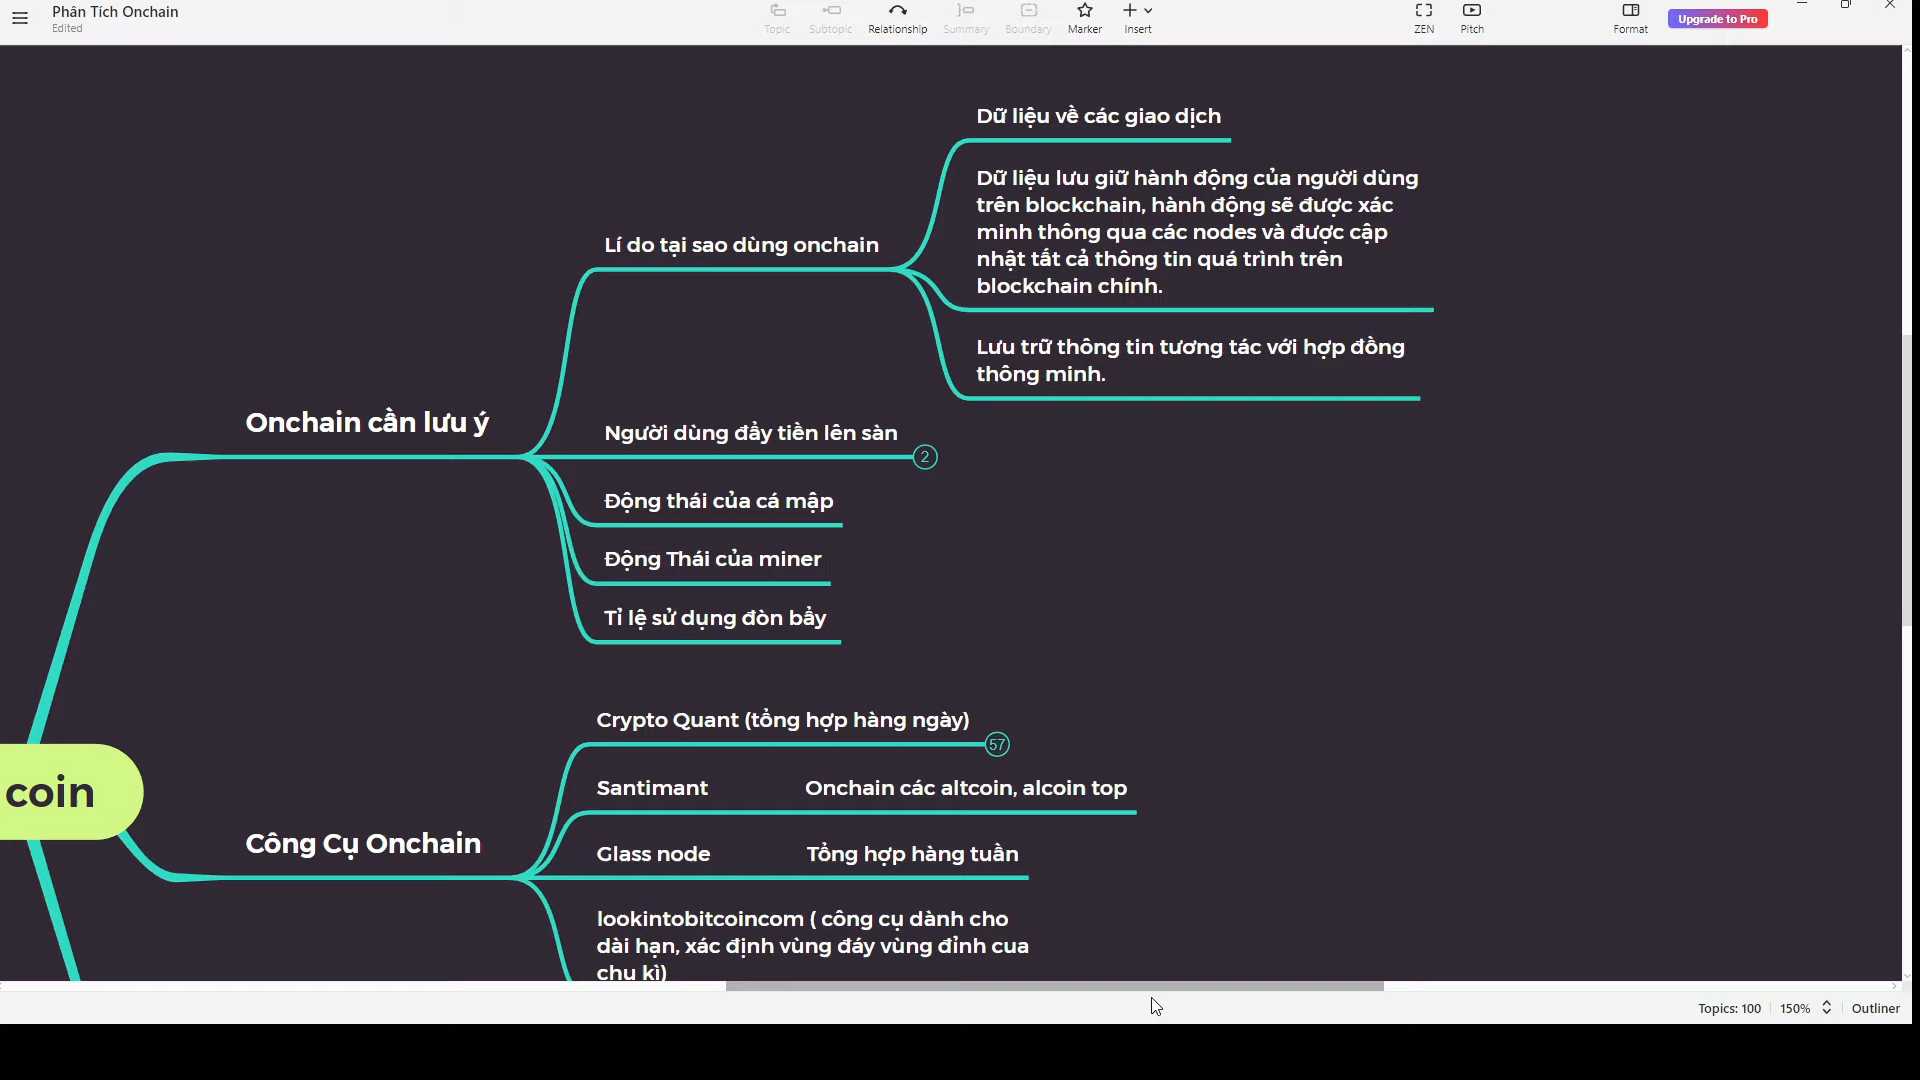 Phân Tích Onchain
Edited
Topic
Subtopic
Relationship
Summary
Boundary
Marker
Insert
ZEN
Pitch
Format
Upgrade to Pro
Dữ liệu về các giao dịch
Dữ liệu lưu giữ hành động của người dùng
trên blockchain, hành động sẽ được xác
minh thông qua các nodes và được cập
nhật tất cả thông tin quá trình trên
blockchain chính.
Lí do tại sao dùng onchain
Lưu trữ thông tin tương tác với hợp đồng
thông minh.
Onchain cần lưu ý
Người dùng đẩy tiền lên sàn
2
Động thái của cá mập
Động Thái của miner
Tỉ lệ sử dụng đòn bẩy
Crypto Quant (tổng hợp hàng ngày)
57
coin
Santimant Onchain các altcoin, alcoin top
Công Cụ Onchain
Glass node Tổng hợp hàng tuần
lookintobitcoincom ( công cụ dành cho
dài hạn, xác định vùng đáy vùng đỉnh cua
chu kì)
Topics: 100
150%
Outliner